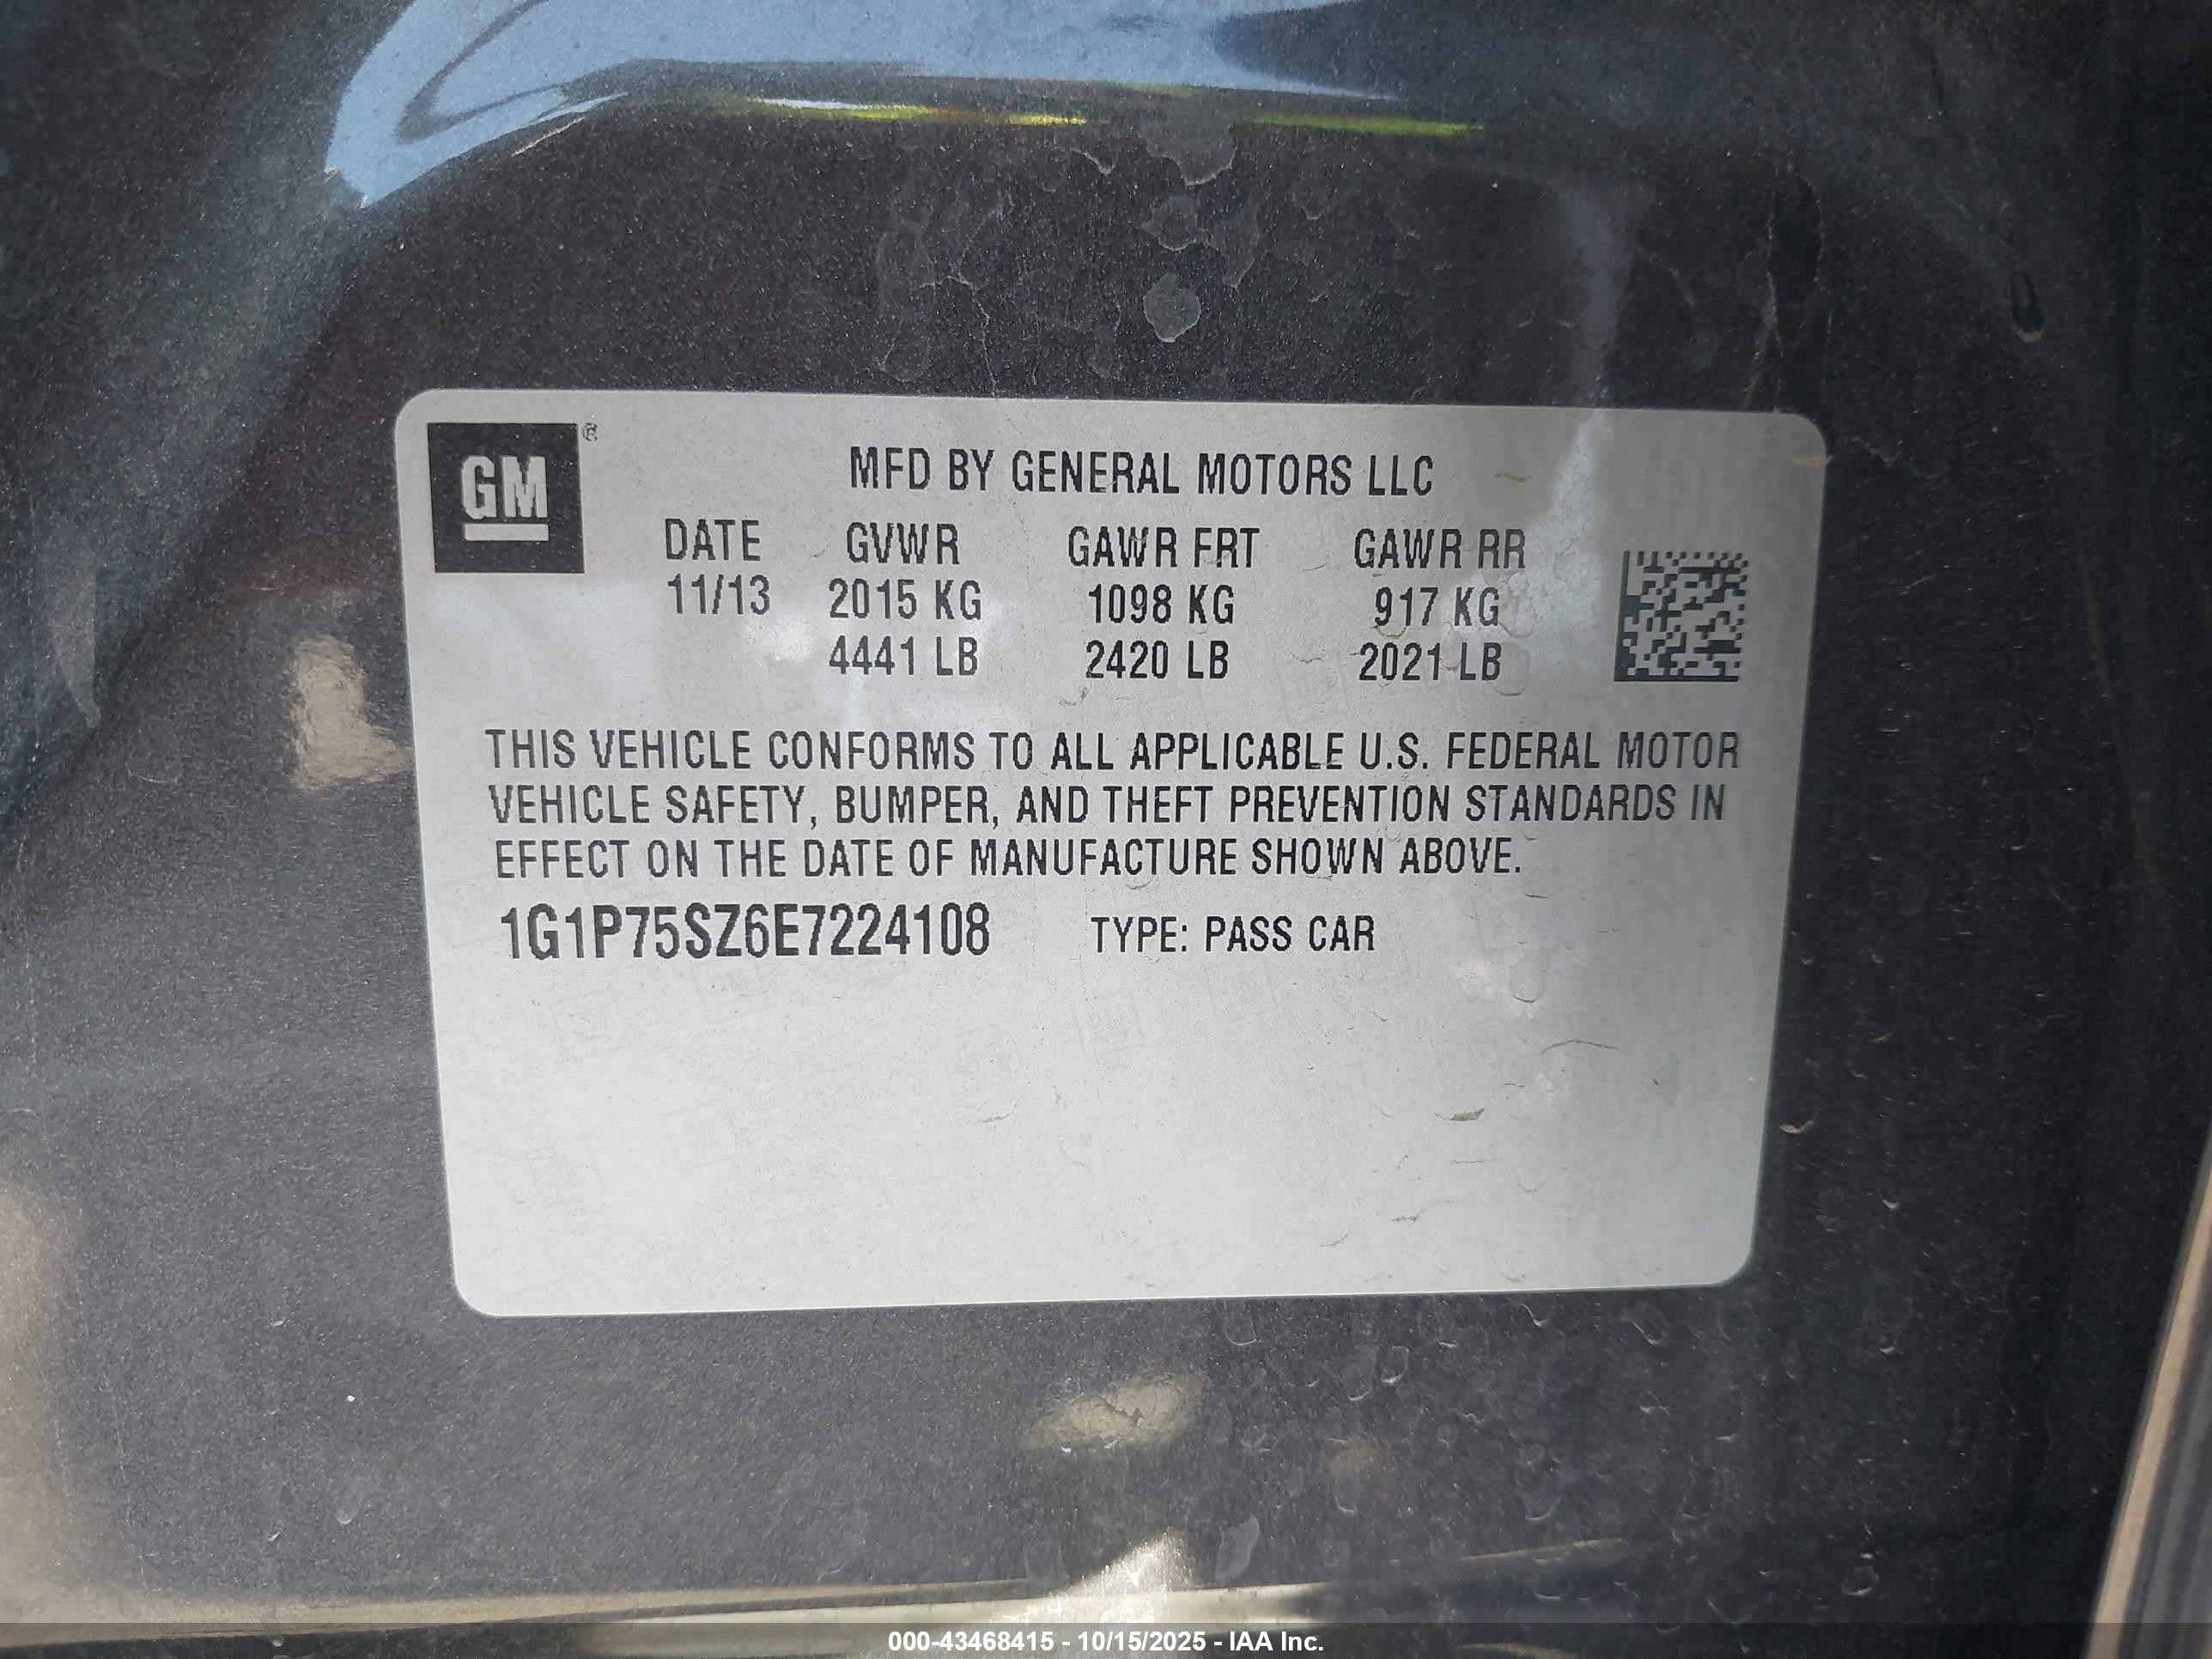 GM ®
MFD BY GENERAL MOTORS LLC
DATE GVWR GAWR FRT GAWR RR
11/13 2015 KG 1098 KG 917 KG
4441 LB 2420 LB 2021 LB
THIS VEHICLE CONFORMS TO ALL APPLICABLE U.S. FEDERAL MOTOR
VEHICLE SAFETY, BUMPER, AND THEFT PREVENTION STANDARDS IN
EFFECT ON THE DATE OF MANUFACTURE SHOWN ABOVE.
1G1P75SZ6E7224108 TYPE: PASS CAR
000-43468415 - 10/15/2025 - IAA Inc.